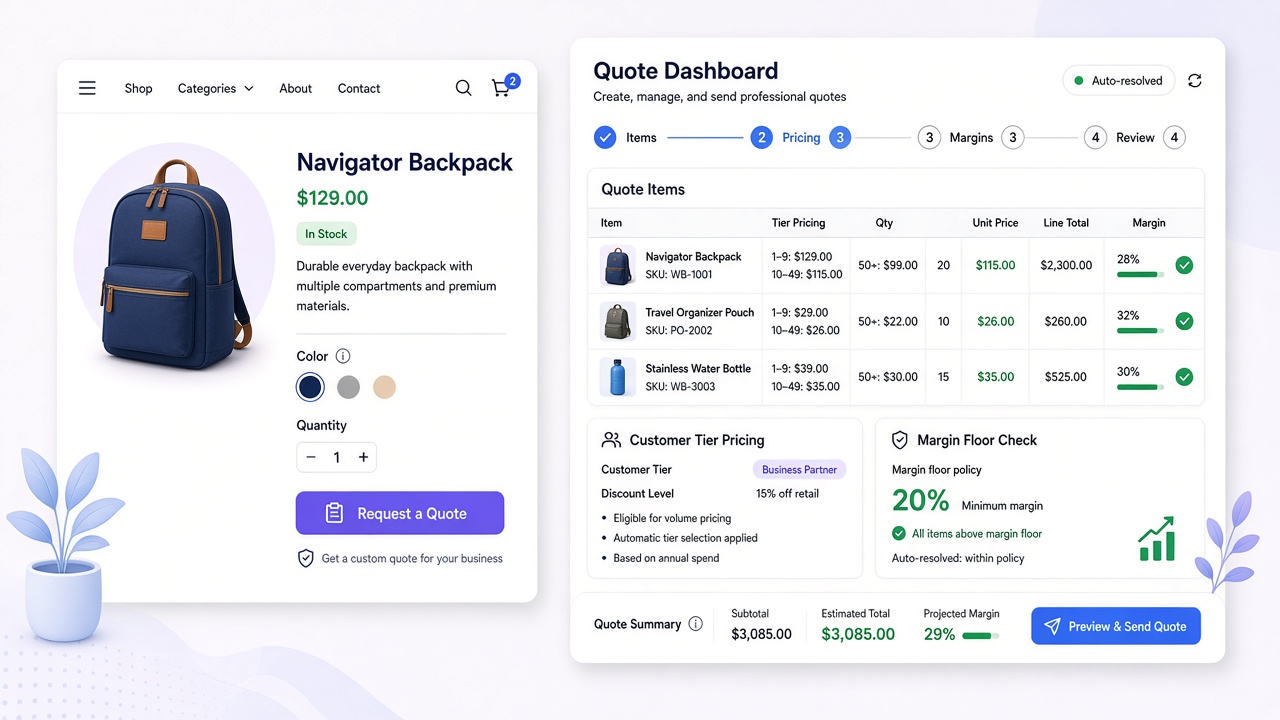 Shop Categories About Contact 2
Navigator Backpack
$129.00
In Stock
Durable everyday backpack with
multiple compartments and premium
materials.
Color
Quantity
− 1 +
Request a Quote
Get a custom quote for your business
Quote Dashboard
Create, manage, and send professional quotes
Auto-resolved
Items 2 Pricing 3 3 Margins 3 4 Review 4
Quote Items
Item Tier Pricing Qty Unit Price Line Total Margin
Navigator Backpack
SKU: WB-1001
1–9: $129.00
10–49: $115.00
50+: $99.00 20 $115.00 $2,300.00 28%
Travel Organizer Pouch
SKU: PO-2002
1–9: $29.00
10–49: $26.00
50+: $22.00 10 $26.00 $260.00 32%
Stainless Water Bottle
SKU: WB-3003
1–9: $39.00
10–49: $35.00
50+: $30.00 15 $35.00 $525.00 30%
Customer Tier Pricing
Customer Tier Business Partner
Discount Level 15% off retail
• Eligible for volume pricing
• Automatic tier selection applied
• Based on annual spend
Margin Floor Check
Margin floor policy
20% Minimum margin
All items above margin floor
Auto-resolved: within policy
Quote Summary
Subtotal
$3,085.00
Estimated Total
$3,085.00
Projected Margin
29%
Preview & Send Quote